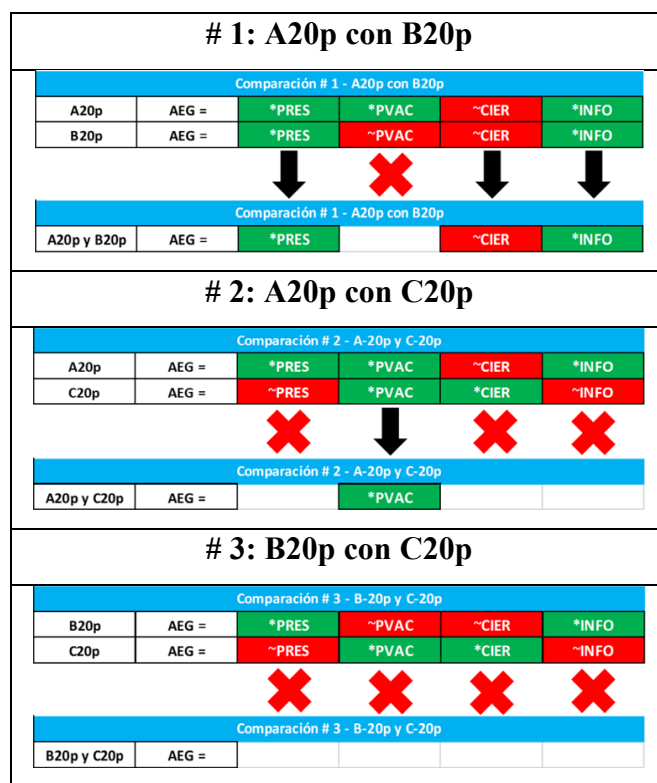 # 1: A20p con B20p
Comparación # 1 - A20p con B20p
A20p AEG = *PRES *PVAC ~CIER *INFO
B20p AEG = *PRES ~PVAC ~CIER *INFO
Comparación # 1 - A20p con B20p
A20p y B20p AEG = *PRES ~CIER *INFO
# 2: A20p con C20p
Comparación # 2 - A-20p y C-20p
A20p AEG = *PRES *PVAC ~CIER *INFO
C20p AEG = ~PRES *PVAC *CIER ~INFO
Comparación # 2 - A-20p y C-20p
A20p y C20p AEG = *PVAC
# 3: B20p con C20p
Comparación # 3 - B-20p y C-20p
B20p AEG = *PRES ~PVAC ~CIER *INFO
C20p AEG = ~PRES *PVAC *CIER ~INFO
Comparación # 3 - B-20p y C-20p
B20p y C20p AEG =